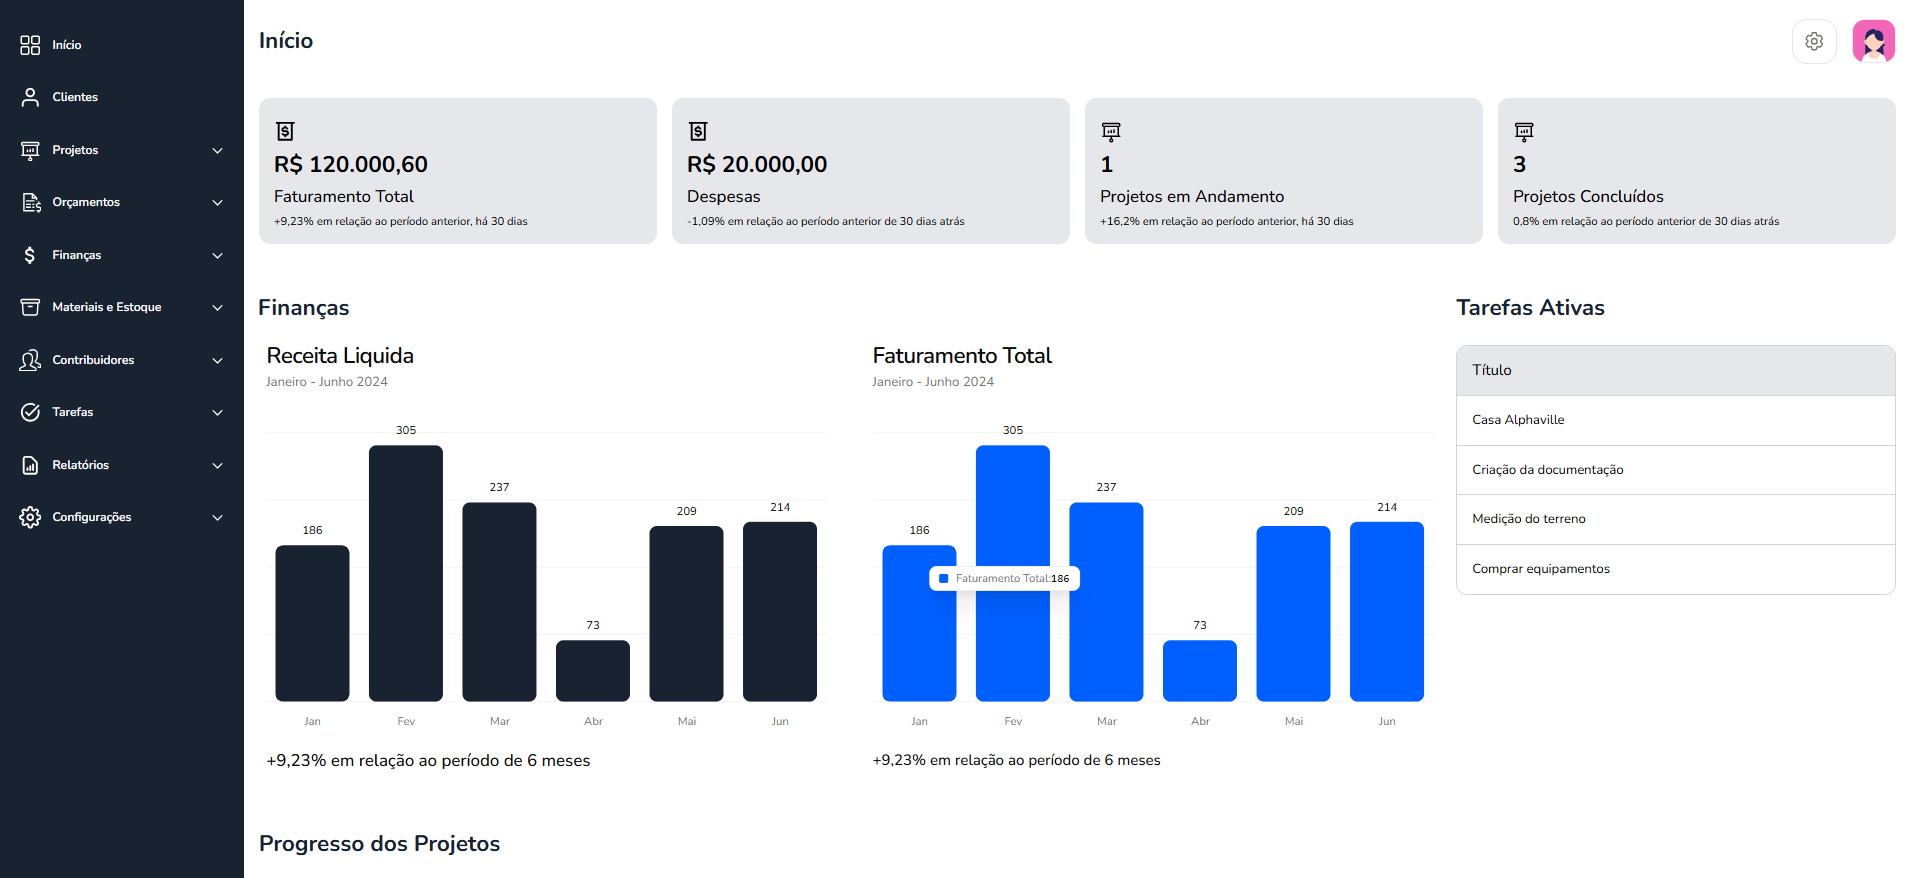 Início
Clientes
Projetos
Orçamentos
Finanças
Materiais e Estoque
Contribuidores
Tarefas
Relatórios
Configurações
Início
R$ 120.000,60
Faturamento Total
+9,23% em relação ao período anterior, há 30 dias
R$ 20.000,00
Despesas
-1,09% em relação ao período anterior de 30 dias atrás
1
Projetos em Andamento
+16,2% em relação ao período anterior, há 30 dias
3
Projetos Concluídos
0,8% em relação ao período anterior de 30 dias atrás
Finanças
Receita Liquida
Janeiro - Junho 2024
186
305
237
73
209
214
Jan
Fev
Mar
Abr
Mai
Jun
+9,23% em relação ao período de 6 meses
Faturamento Total
Janeiro - Junho 2024
186
305
237
73
209
214
Faturamento Total:186
Jan
Fev
Mar
Abr
Mai
Jun
+9,23% em relação ao período de 6 meses
Tarefas Ativas
Título
Casa Alphaville
Criação da documentação
Medição do terreno
Comprar equipamentos
Progresso dos Projetos